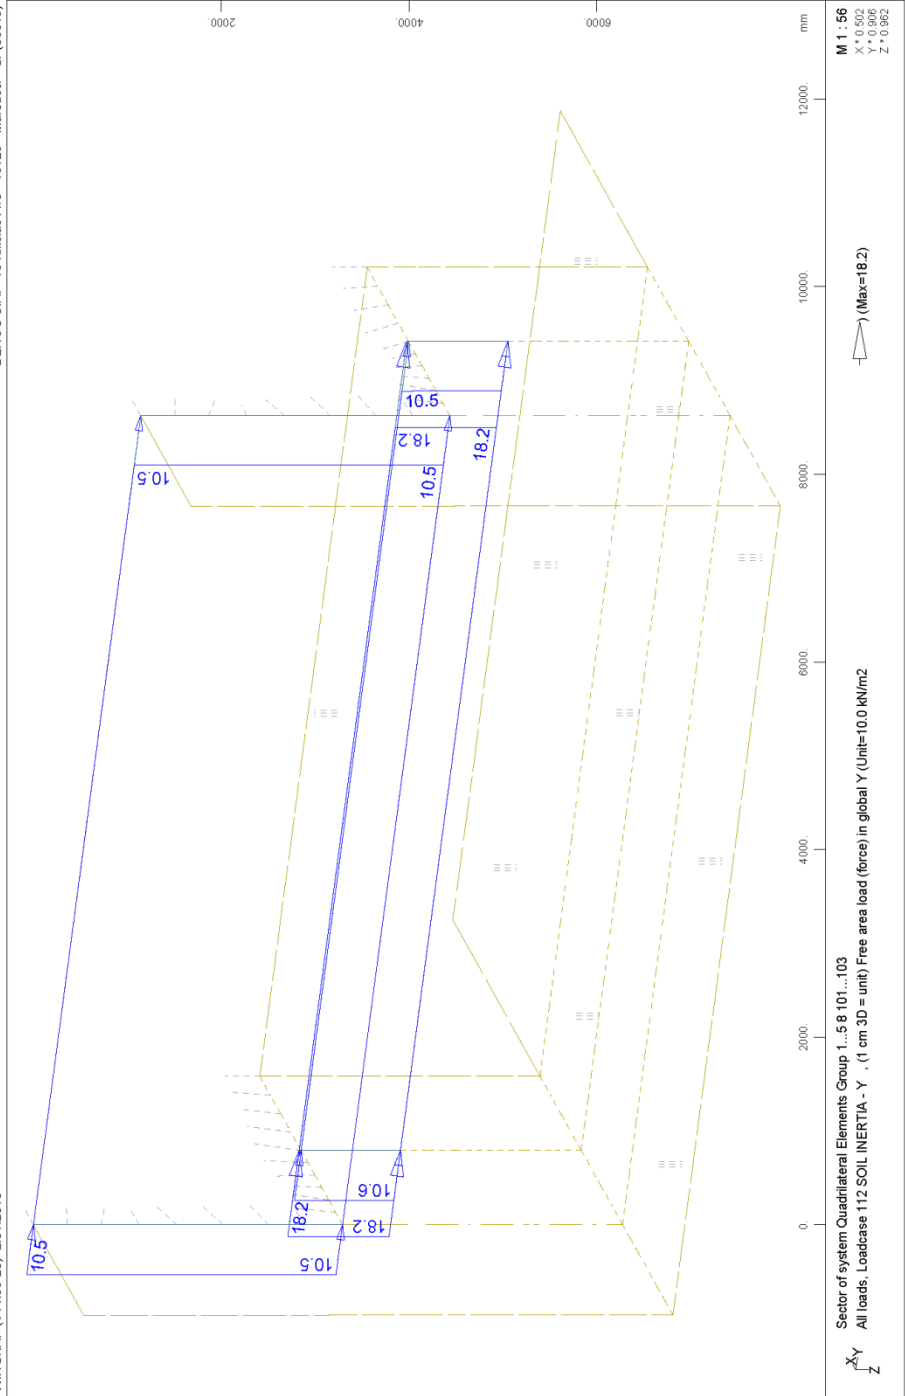 2000.
4000.
6000.
mm
12000.
10000.
8000.
6000.
4000.
2000.
0.
10.5
10.5
10.5
10.5
10.5
18.2
18.2
18.2
10.6
18.2
M 1 : 56
X * 0.502
Y * 0.906
Z * 0.962
Sector of system Quadrilateral Elements Group 1...5 8 101...103
All loads, Loadcase 112 SOIL INERTIA - Y , (1 cm 3D = unit) Free area load (force) in global Y (Unit=10.0 kN/m2
) (Max=18.2)
X
Y
Z